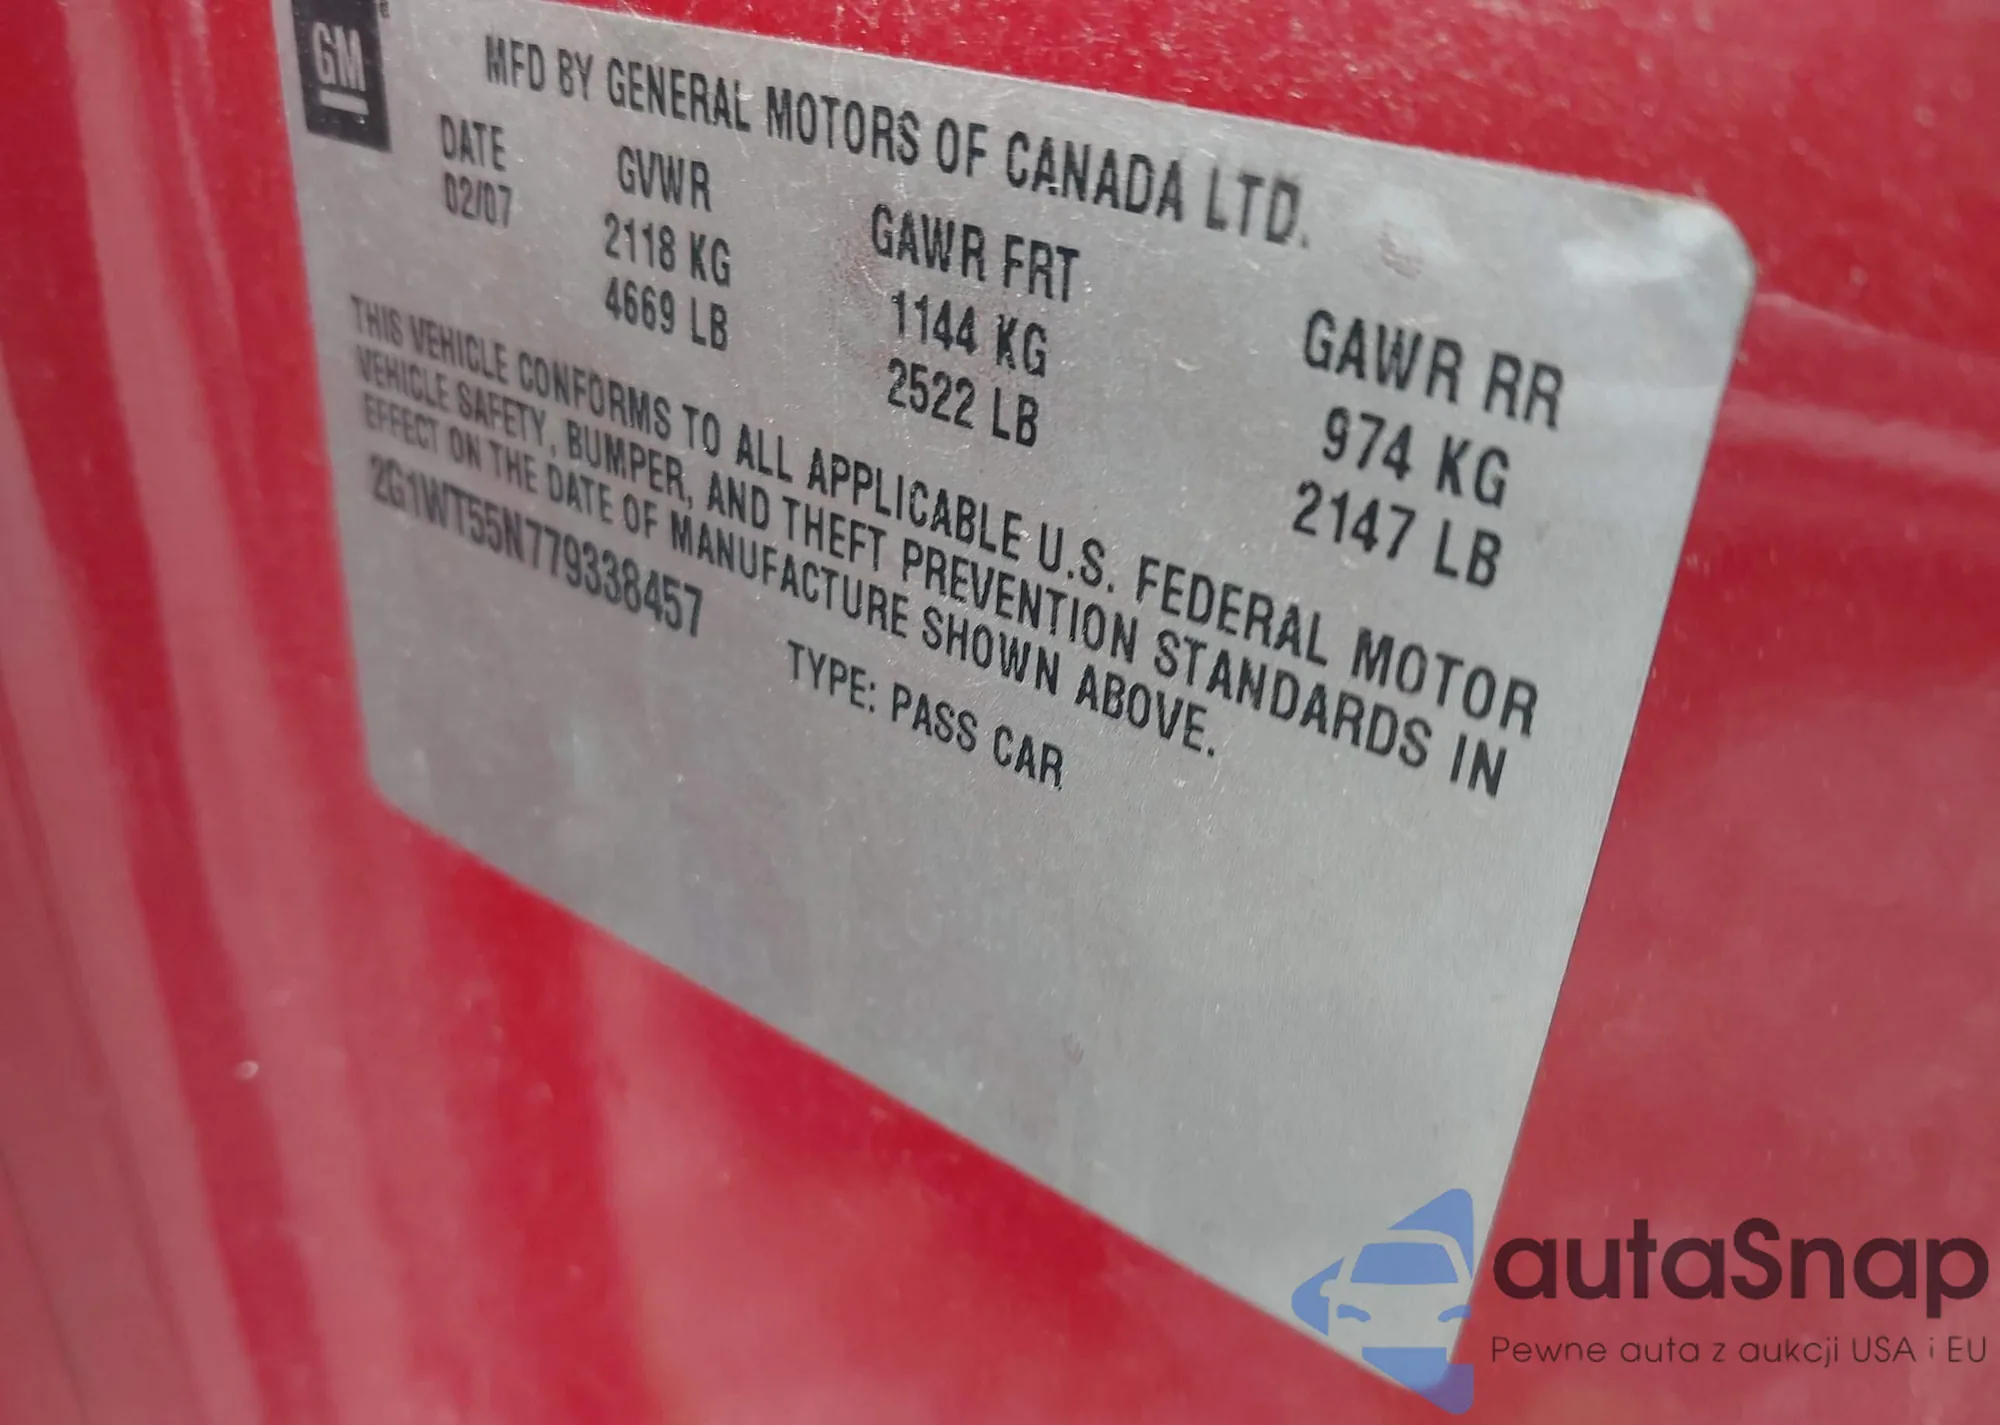 GM
MFD BY GENERAL MOTORS OF CANADA LTD.
DATE GVWR GAWR FRT GAWR RR
02/07 2118 KG 1144 KG 974 KG
4669 LB 2522 LB 2147 LB
THIS VEHICLE CONFORMS TO ALL APPLICABLE U.S. FEDERAL MOTOR
VEHICLE SAFETY, BUMPER, AND THEFT PREVENTION STANDARDS IN
EFFECT ON THE DATE OF MANUFACTURE SHOWN ABOVE.
2G1WT55N779338457 TYPE: PASS CAR
autaSnap
Pewne auta z aukcji USA i EU